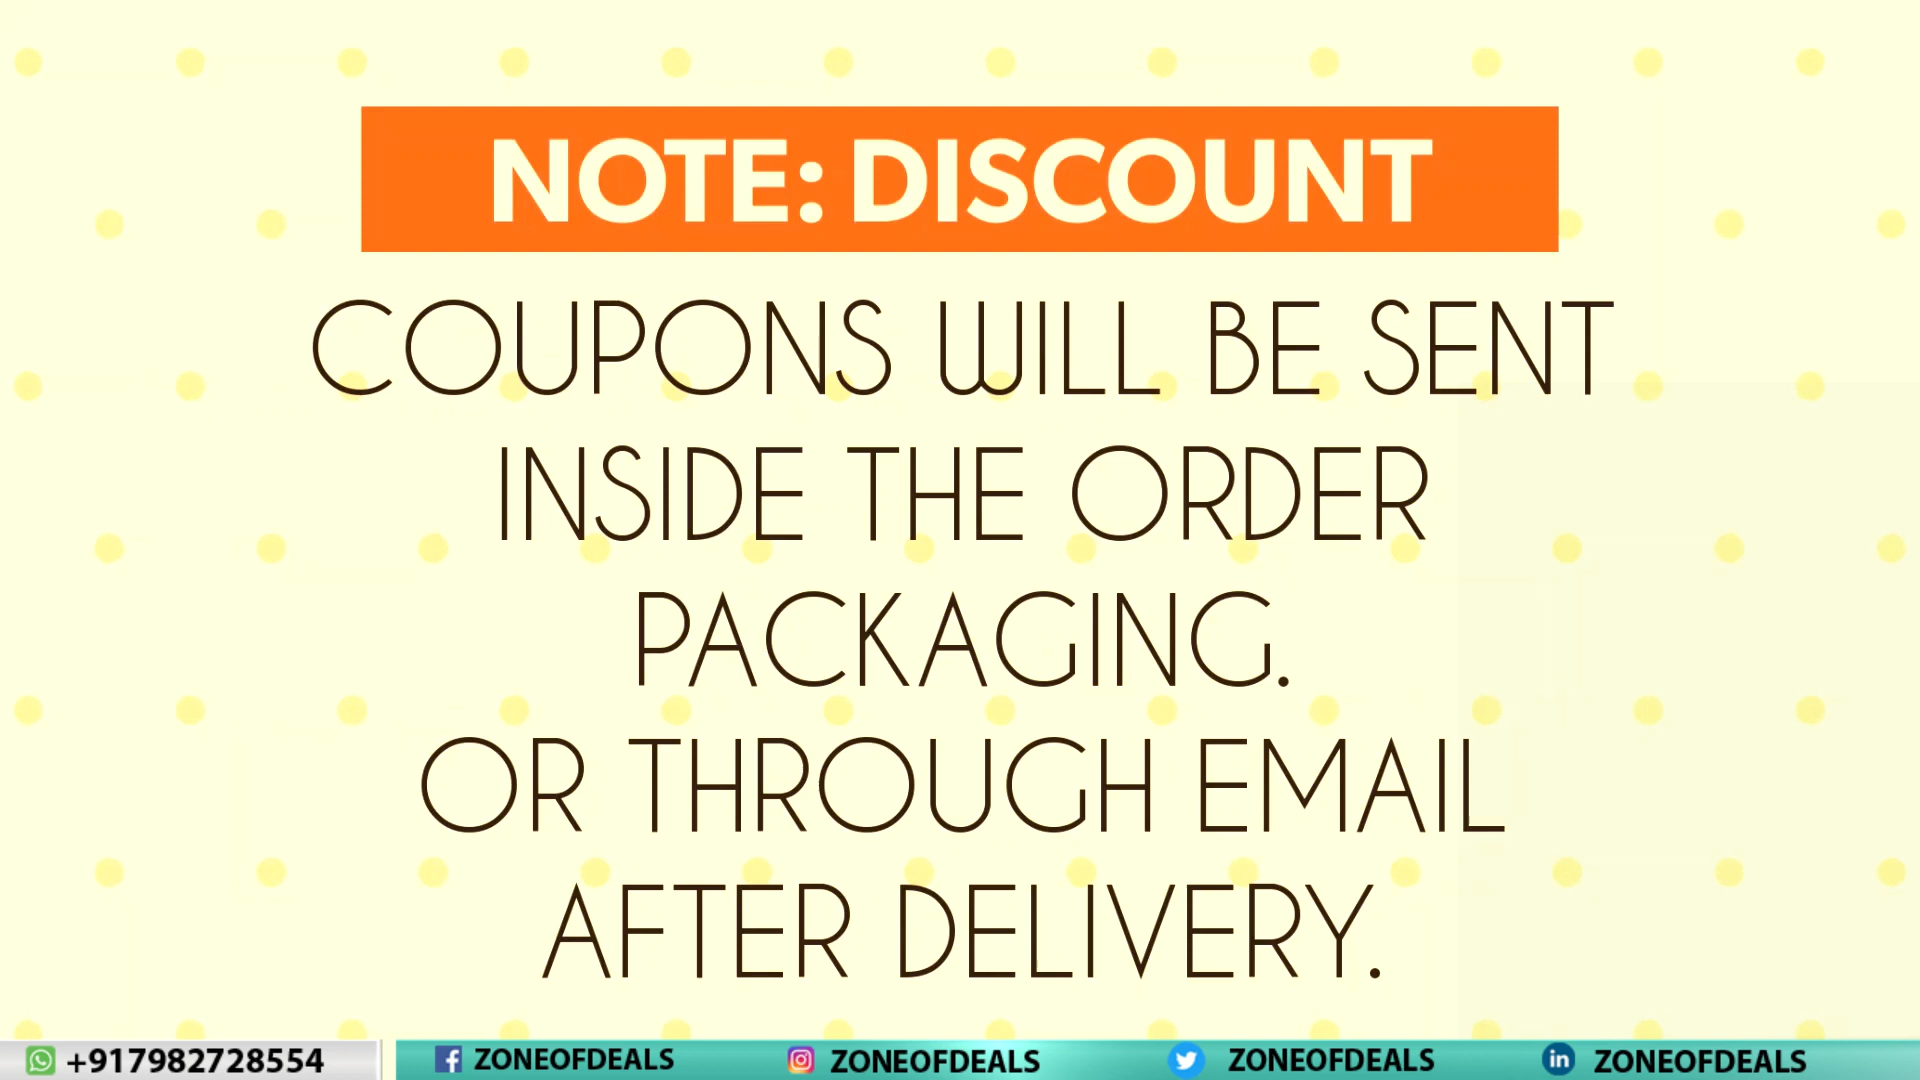 NOTE: DISCOUNT
COUPONS WILL BE SENT
INSIDE THE ORDER
PACKAGING.
OR THROUGH EMAIL
AFTER DELIVERY.
+917982728554 ZONEOFDEALS ZONEOFDEALS ZONEOFDEALS ZONEOFDEALS